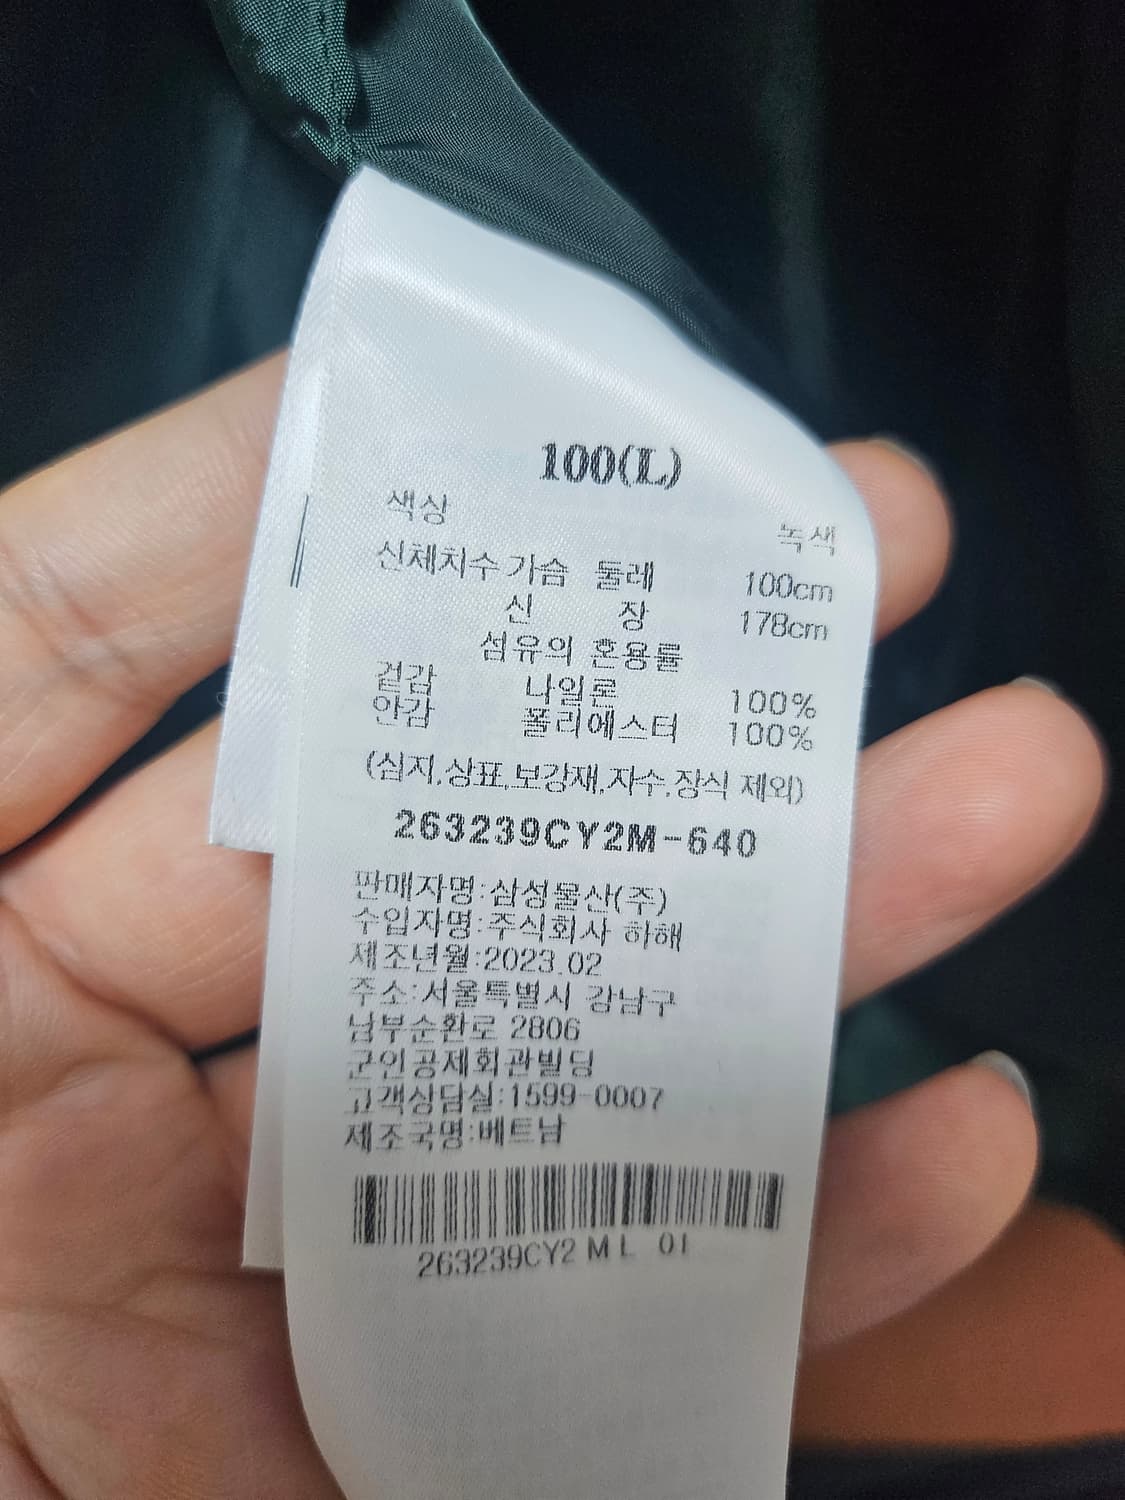 100(L)
색상 녹색
신체치수 가슴 둘레 100cm
신 장 178cm
섬유의 혼용률
겉감 나일론 100%
안감 폴리에스터 100%
(심지,상표,보강재,자수,장식 제외)
263239CY2M-640
판매자명:삼성물산(주)
수입자명:주식회사 하해
제조년월:2023.02
주소:서울특별시 강남구
남부순환로 2806
군인공제회관빌딩
고객상담실:1599-0007
제조국명:베트남
263239CY2 M L 01